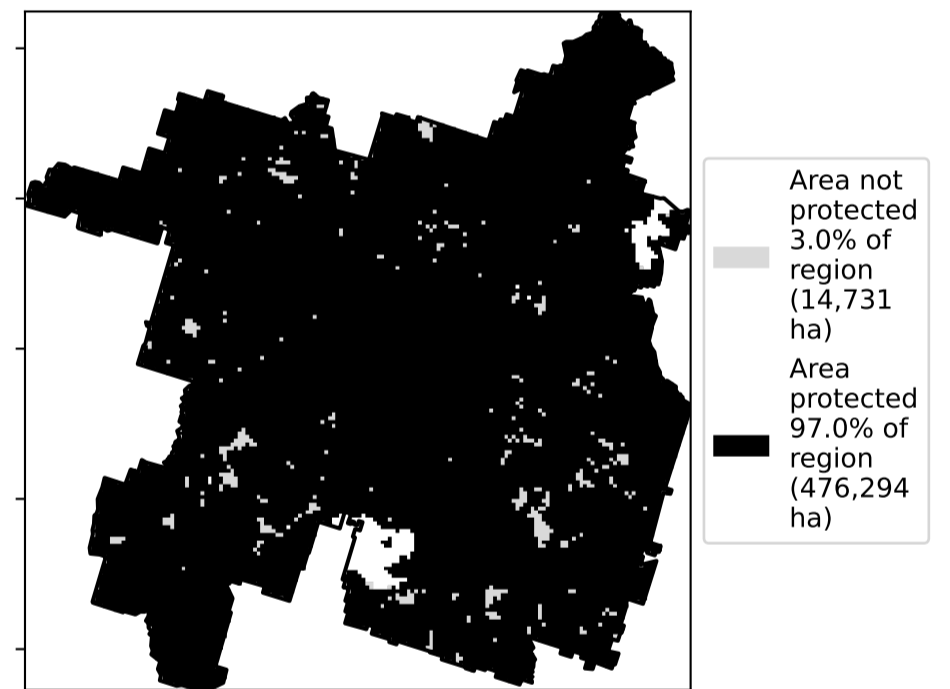 Area not
protected
3.0% of
region
(14,731
ha)
Area
protected
97.0% of
region
(476,294
ha)